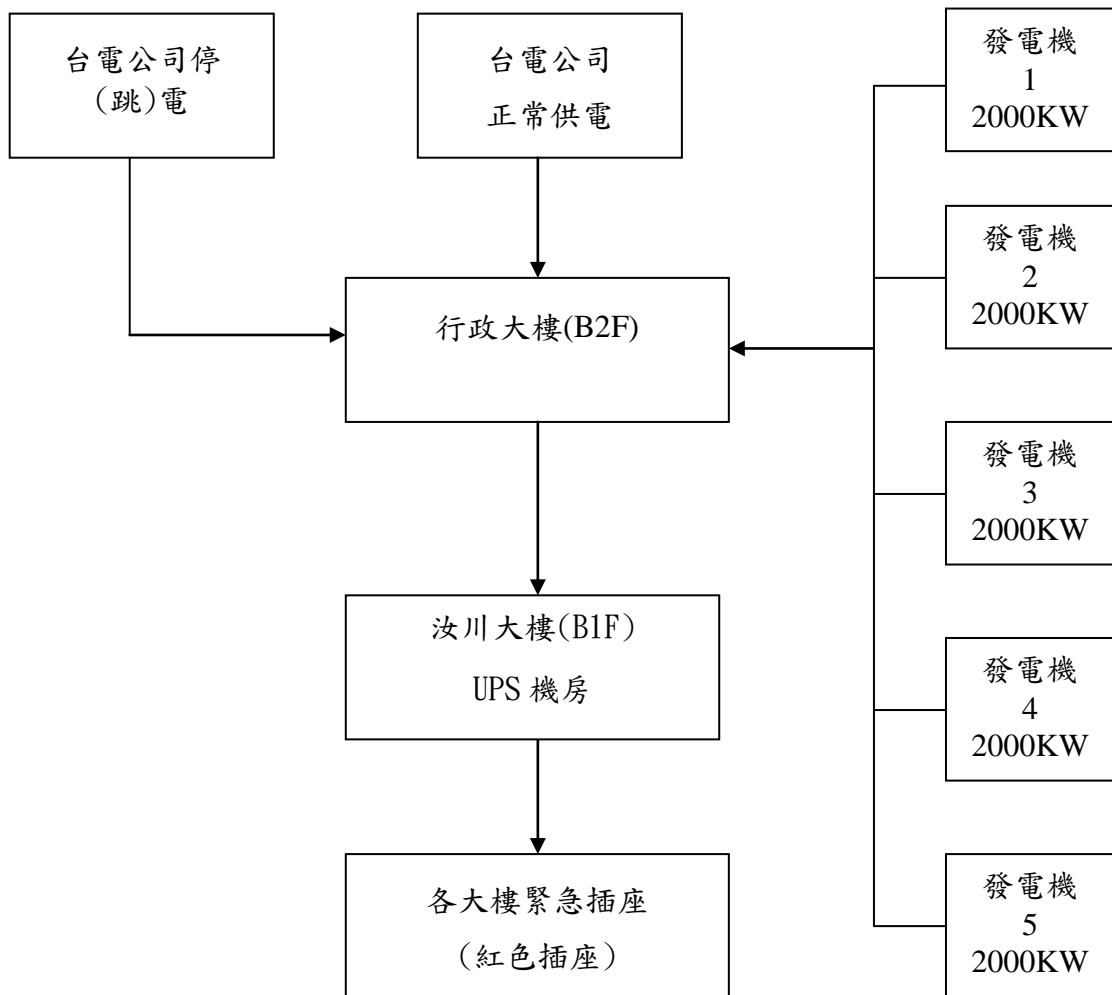 台電公司停
(跳)電
台電公司
正常供電
發電機
1
2000KW
發電機
2
2000KW
行政大樓(B2F)
發電機
3
2000KW
汝川大樓(B1F)
UPS 機房
發電機
4
2000KW
各大樓緊急插座
(紅色插座)
發電機
5
2000KW